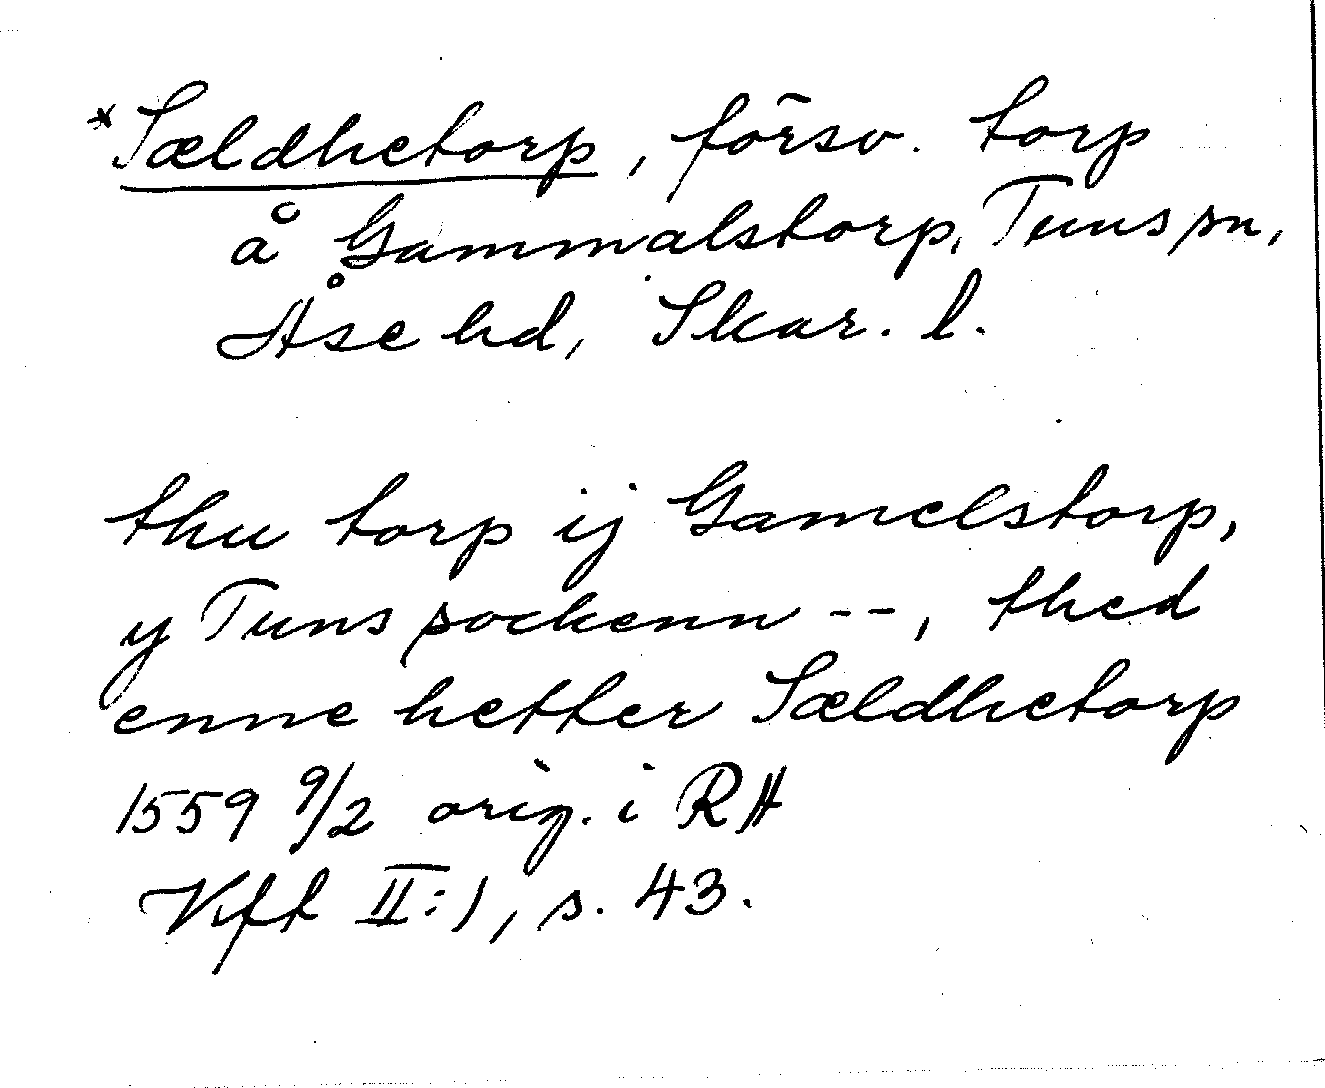 *Sældhetorp, försv. torp
å Gammalstorp, Tuns sn,
Åse hd, Skar. l.
thu torp ij Gamelstorp,
y Tuns sockenn --, thed
enne hetter Sældhetorp
1559 9/2 orig. i RA
Vft II:1, s. 43.